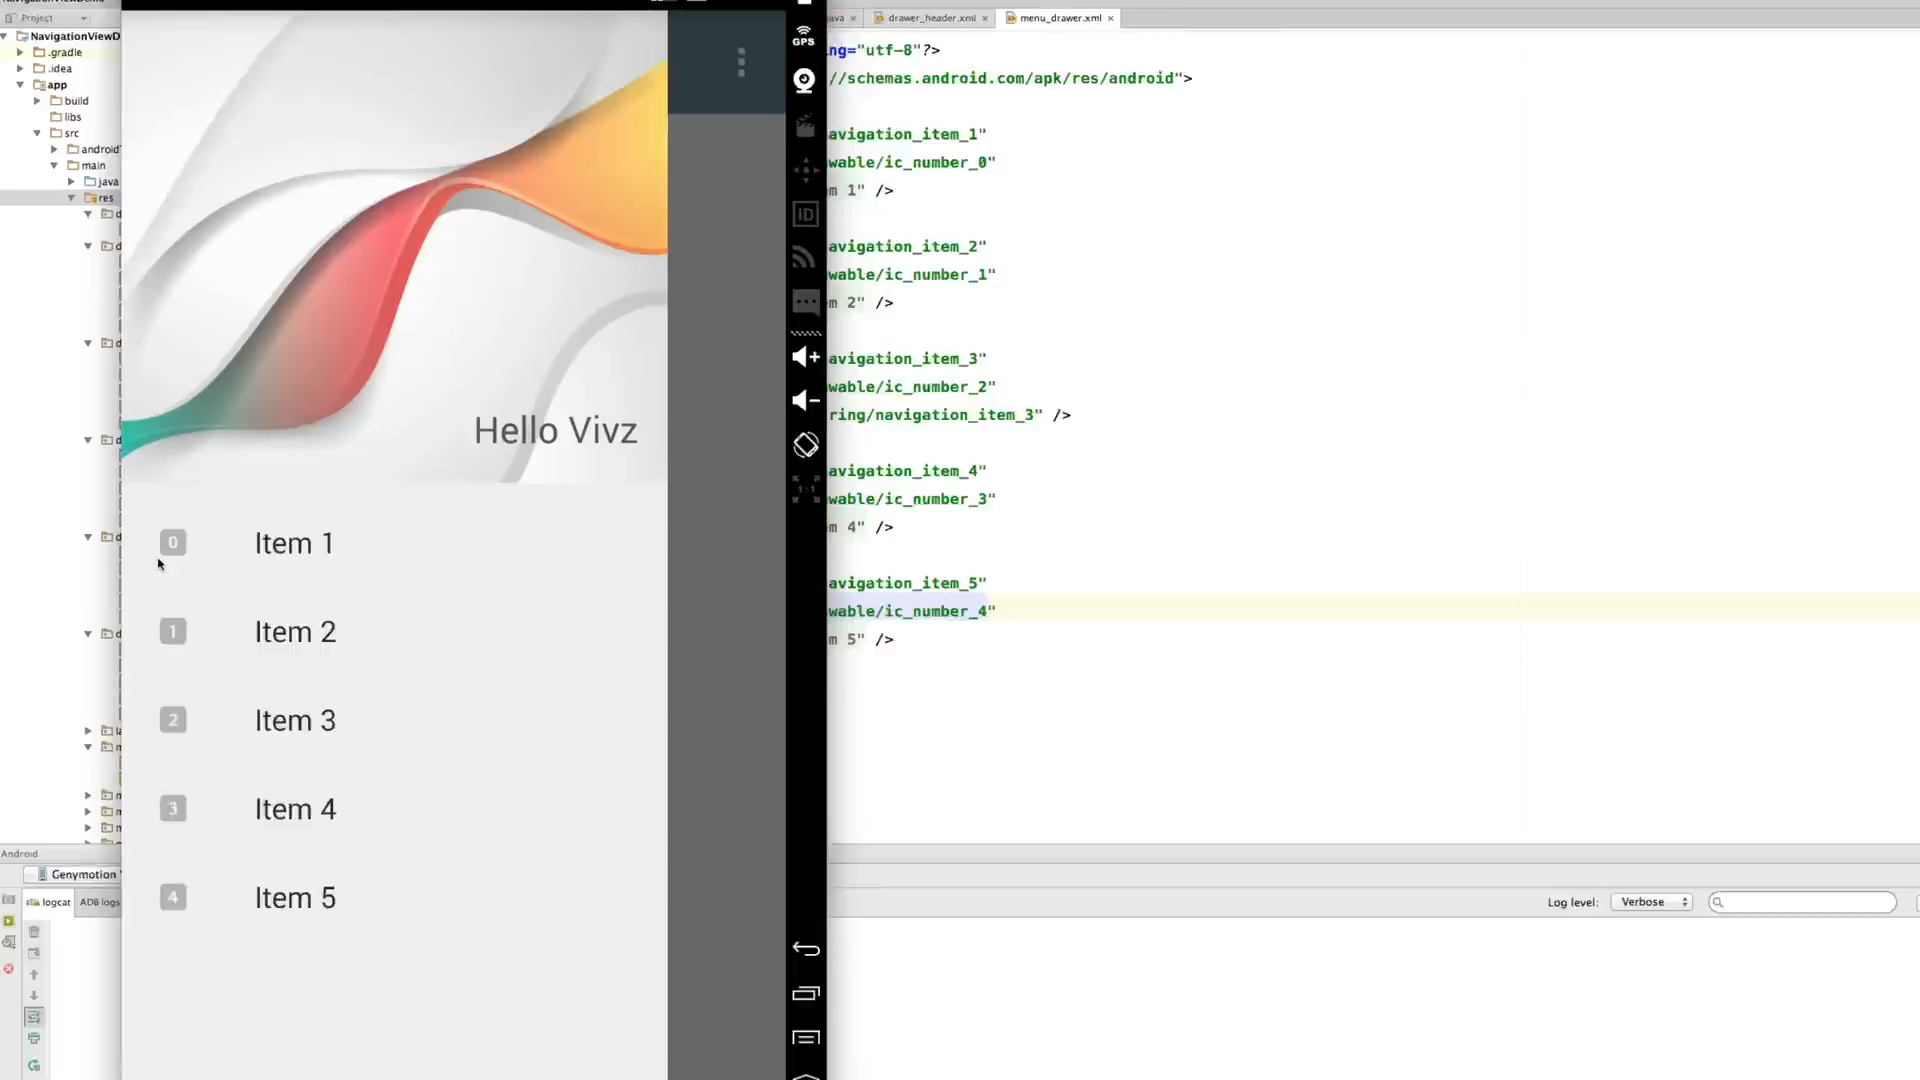 Project
NavigationViewD
.gradle
.idea
app
build
libs
src
android
main
java
res
Android
Genymotion
logcat
ADB logs
Hello Vivz
0
Item 1
1
Item 2
2
Item 3
3
Item 4
4
Item 5
GPS
ID
1:1
drawer_header.xml
menu_drawer.xml
ng="utf-8"?>
//schemas.android.com/apk/res/android">
avigation_item_1"
wable/ic_number_0"
m 1" />
avigation_item_2"
wable/ic_number_1"
m 2" />
avigation_item_3"
wable/ic_number_2"
ring/navigation_item_3" />
avigation_item_4"
wable/ic_number_3"
m 4" />
avigation_item_5"
wable/ic_number_4"
m 5" />
Log level:
Verbose